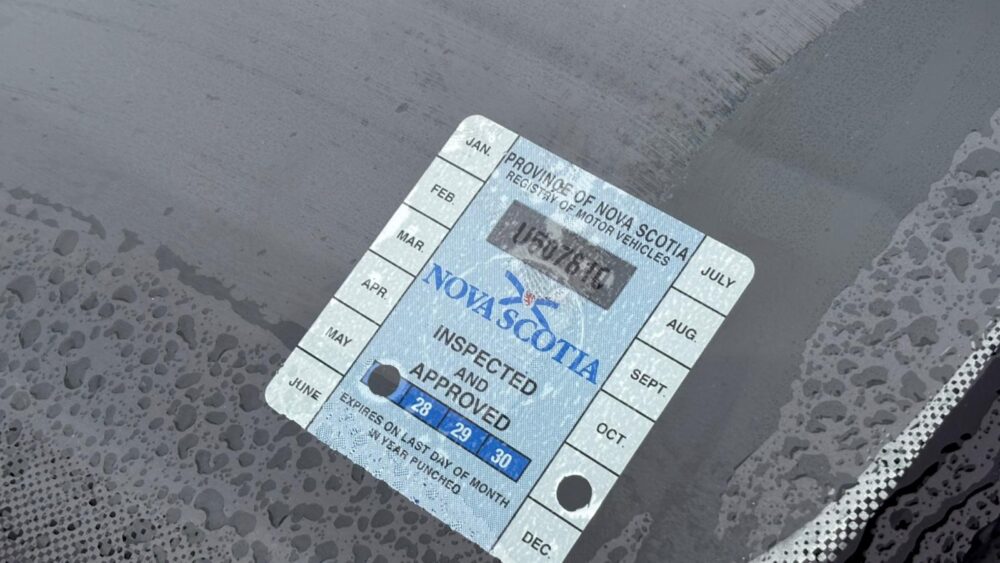 JAN.
FEB
MAR.
APR.
MAY
JUNE
PROVINCE OF NOVA SCOTIA
REGISTRY OF MOTOR VEHICLES
NOVA SCOTIA
INSPECTED
AND
APPROVED
28 29 30
EXPIRES ON LAST DAY OF MONTH
IN YEAR PUNCHED
JULY
AUG.
SEPT.
OCT.
DEC.